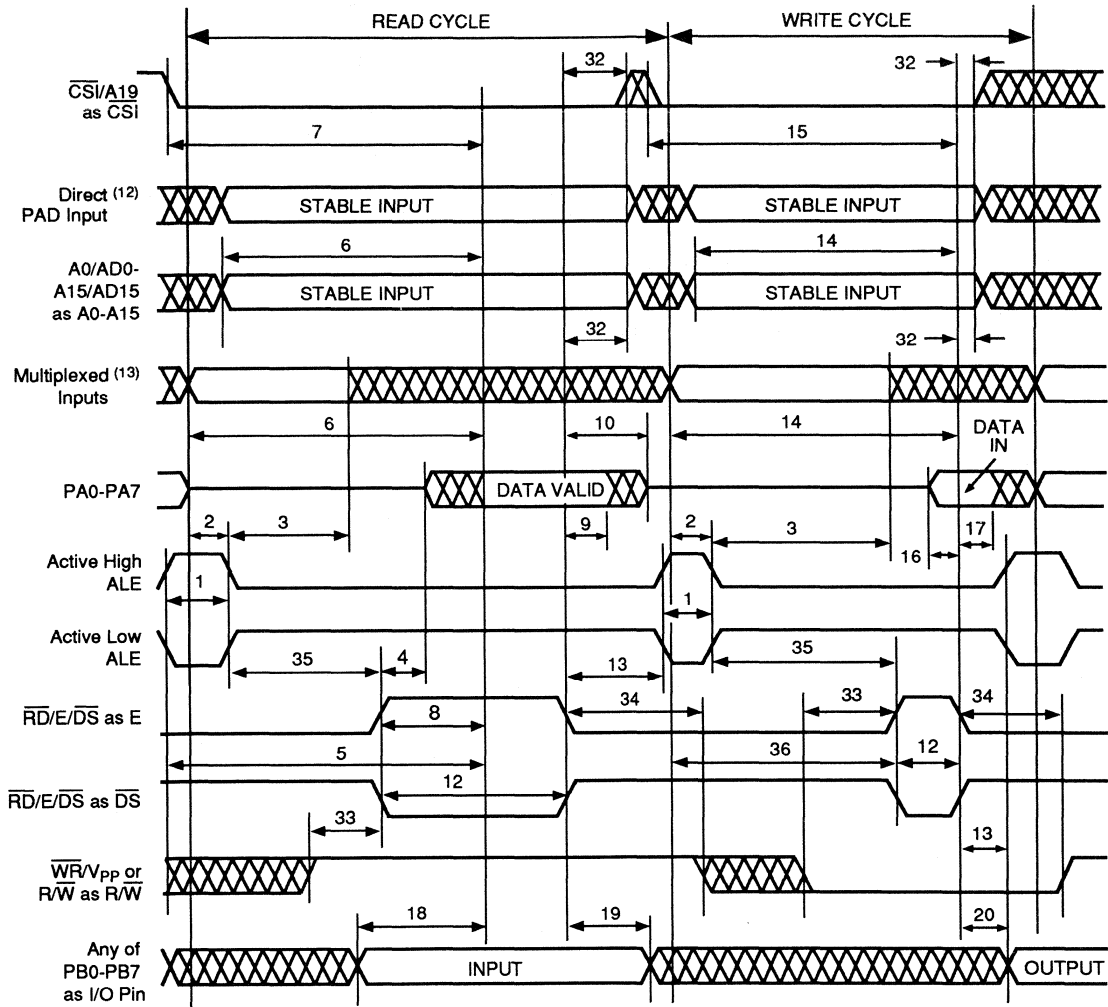 READ CYCLE
WRITE CYCLE
32
32
CSI/A19
as CSI
7
15
Direct (12)
PAD Input
STABLE INPUT
STABLE INPUT
6
14
A0/AD0-
A15/AD15
as A0-A15
STABLE INPUT
STABLE INPUT
32
32
Multiplexed (13)
Inputs
6
10
14
DATA
IN
PA0-PA7
DATA VALID
2
3
9
2
3
17
16
Active High
ALE
1
1
Active Low
ALE
35
4
13
35
RD/E/DS as E
8
34
33
34
5
36
12
12
RD/E/DS as DS
33
13
WR/VPP or
R/W as R/W
18
19
20
Any of
PB0-PB7
as I/O Pin
INPUT
OUTPUT